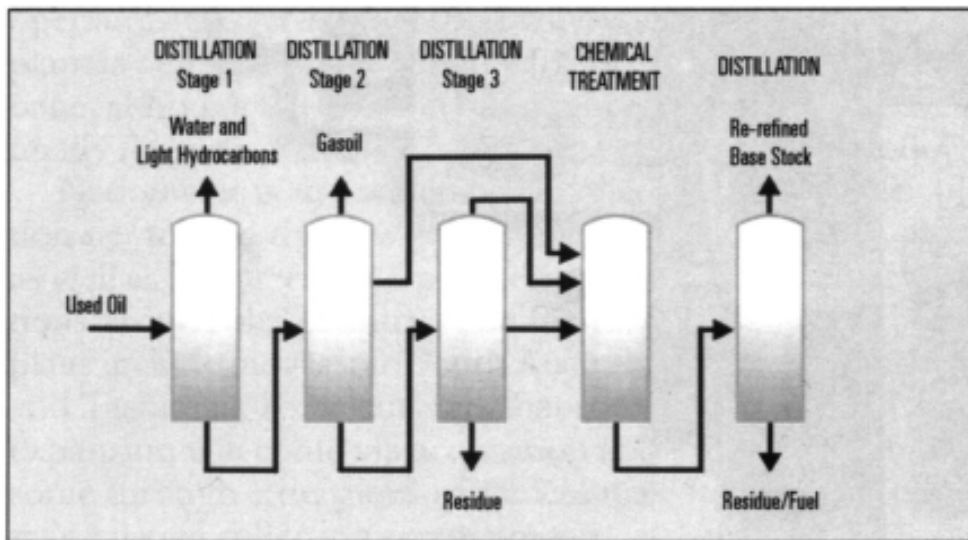 DISTILLATION
Stage 1
DISTILLATION
Stage 2
DISTILLATION
Stage 3
CHEMICAL
TREATMENT
DISTILLATION
Water and
Light Hydrocarbons
Gasoil
Re-refined
Base Stock
Used Oil
Residue
Residue/Fuel